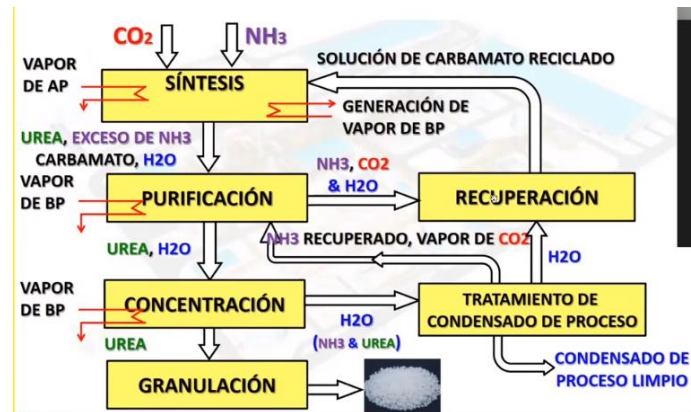 CO2
NH3
VAPOR
DE AP
SÍNTESIS
SOLUCIÓN DE CARBAMATO RECICLADO
GENERACIÓN DE
VAPOR DE BP
UREA, EXCESO DE NH3
CARBAMATO, H2O
VAPOR
DE BP
PURIFICACIÓN
NH3, CO2
& H2O
RECUPERACIÓN
UREA, H2O
NH3 RECUPERADO, VAPOR DE CO2
H2O
VAPOR
DE BP
CONCENTRACIÓN
H2O
(NH3 & UREA)
TRATAMIENTO DE
CONDENSADO DE PROCESO
UREA
GRANULACIÓN
CONDENSADO DE
PROCESO LIMPIO